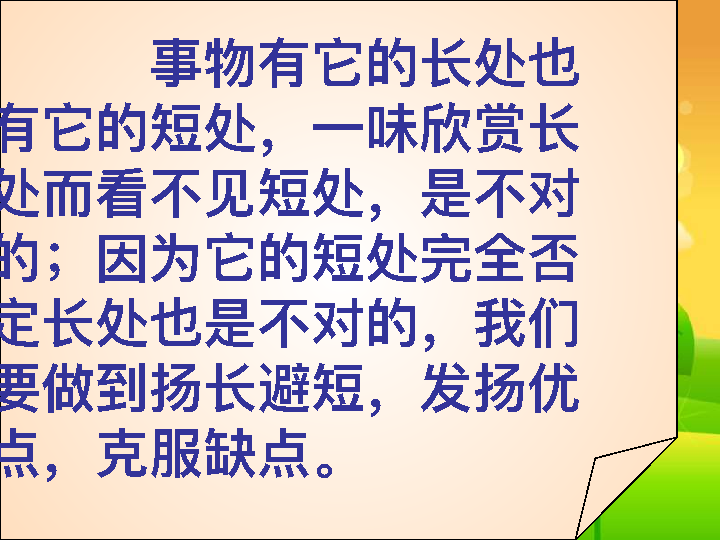 事物有它的长处也
有它的短处，一味欣赏长
处而看不见短处，是不对
的；因为它的短处完全否
定长处也是不对的，我们
要做到扬长避短，发扬优
点，克服缺点。